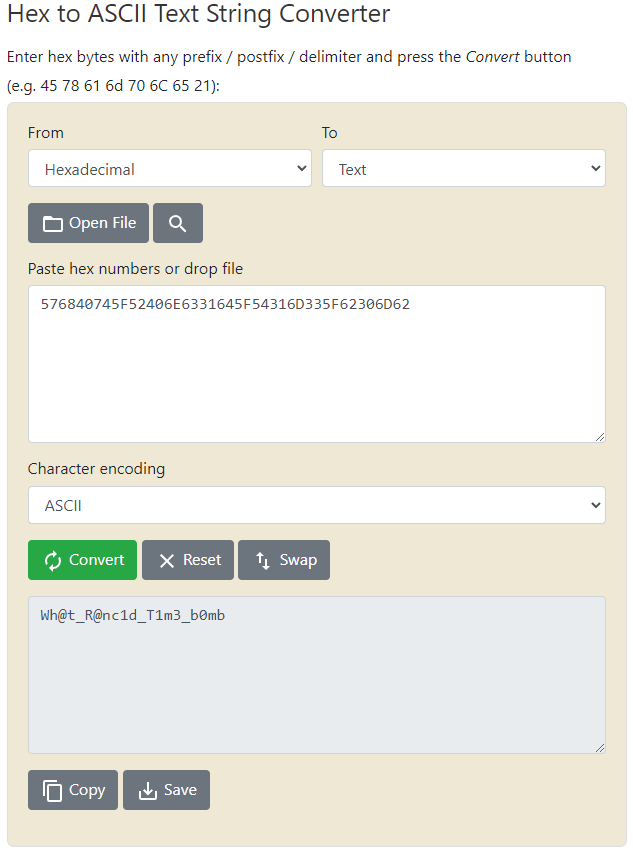 Hex to ASCII Text String Converter
Enter hex bytes with any prefix / postfix / delimiter and press the Convert button
(e.g. 45 78 61 6d 70 6C 65 21):
From To
Hexadecimal Text
Open File
Paste hex numbers or drop file
576840745F52406E6331645F54316D335F62306D62
Character encoding
ASCII
Convert Reset Swap
Wh@t_R@nc1d_T1m3_b0mb
Copy Save